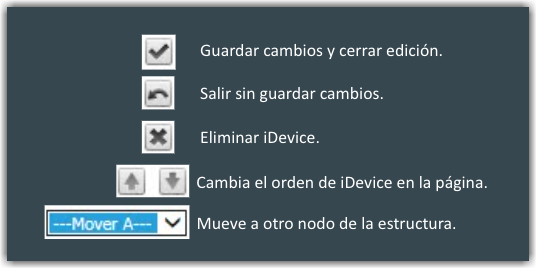 Guardar cambios y cerrar edición.
Salir sin guardar cambios.
Eliminar iDevice.
Cambia el orden de iDevice en la página.
---Mover A--- Mueve a otro nodo de la estructura.